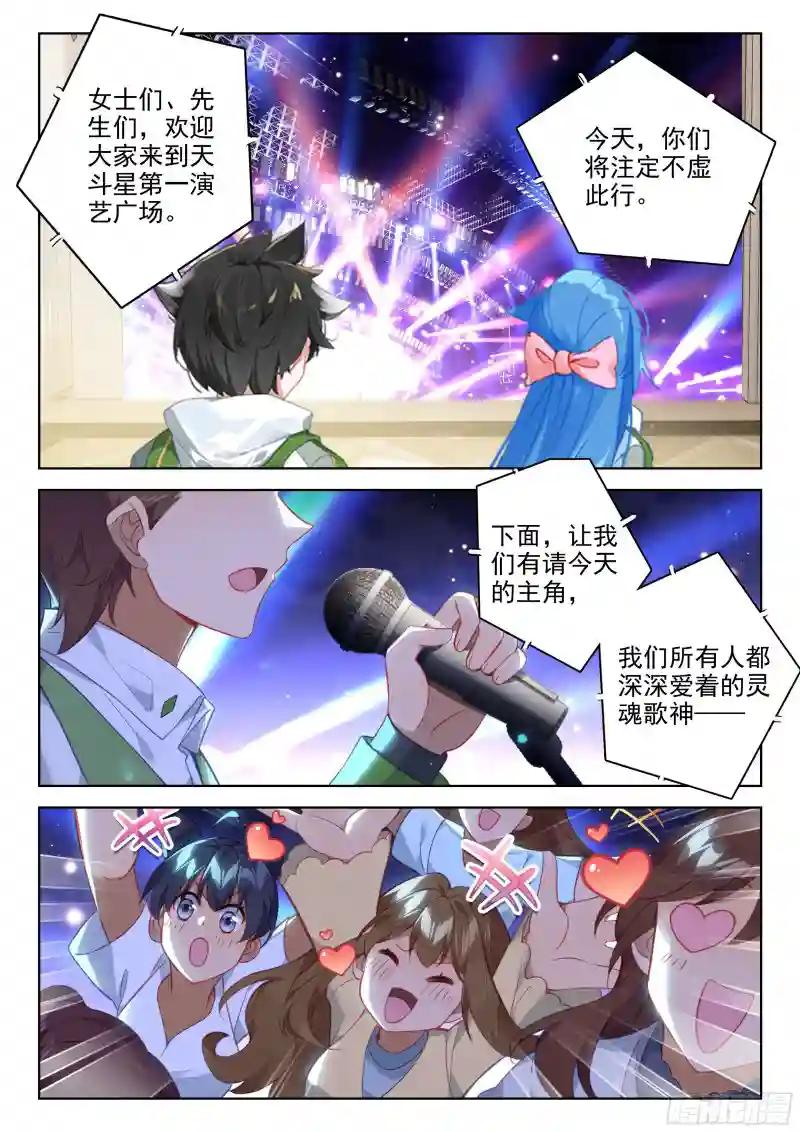 女士们、先
生们，欢迎
大家来到天
斗星第一演
艺广场。
今天，你们
将注定不虚
此行。
下面，让我
们有请今天
的主角，
我们所有人都
深深爱着的灵
魂歌神——